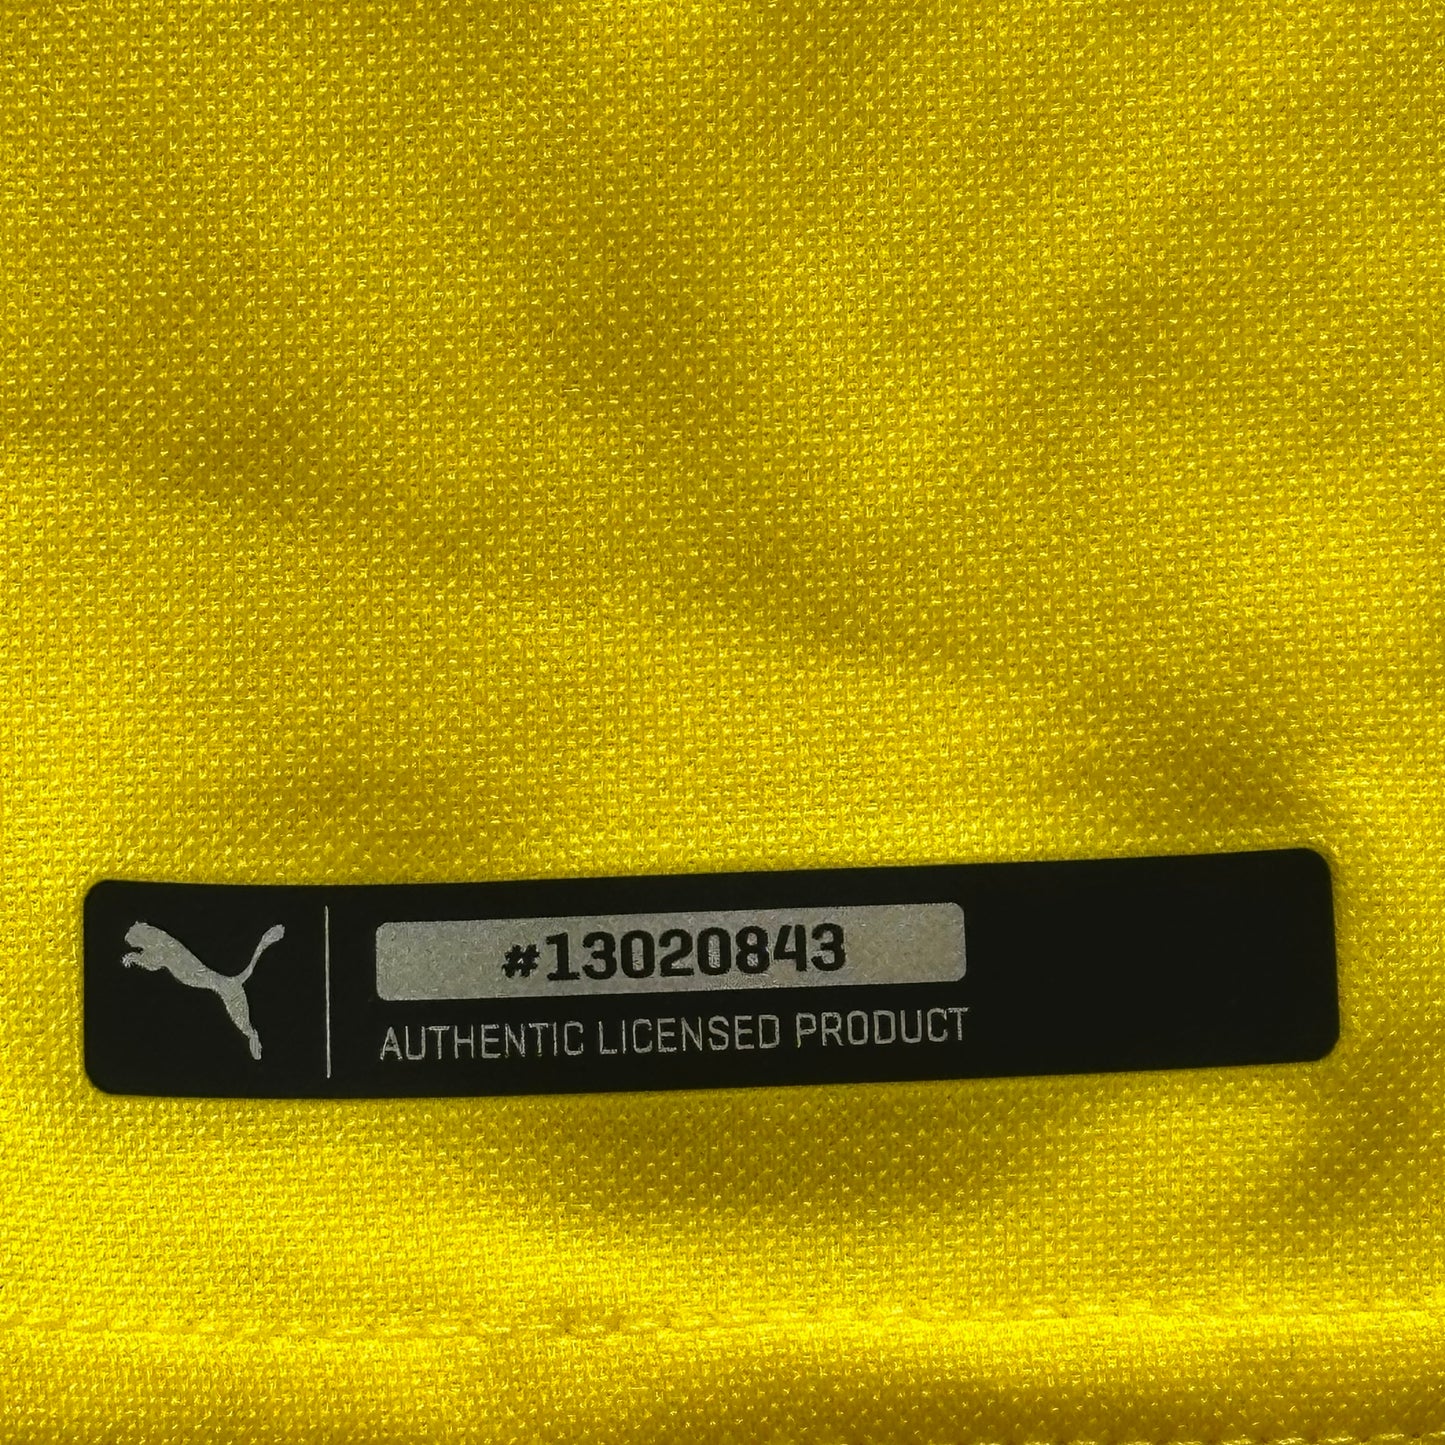 #13020843
AUTHENTIC LICENSED PRODUCT